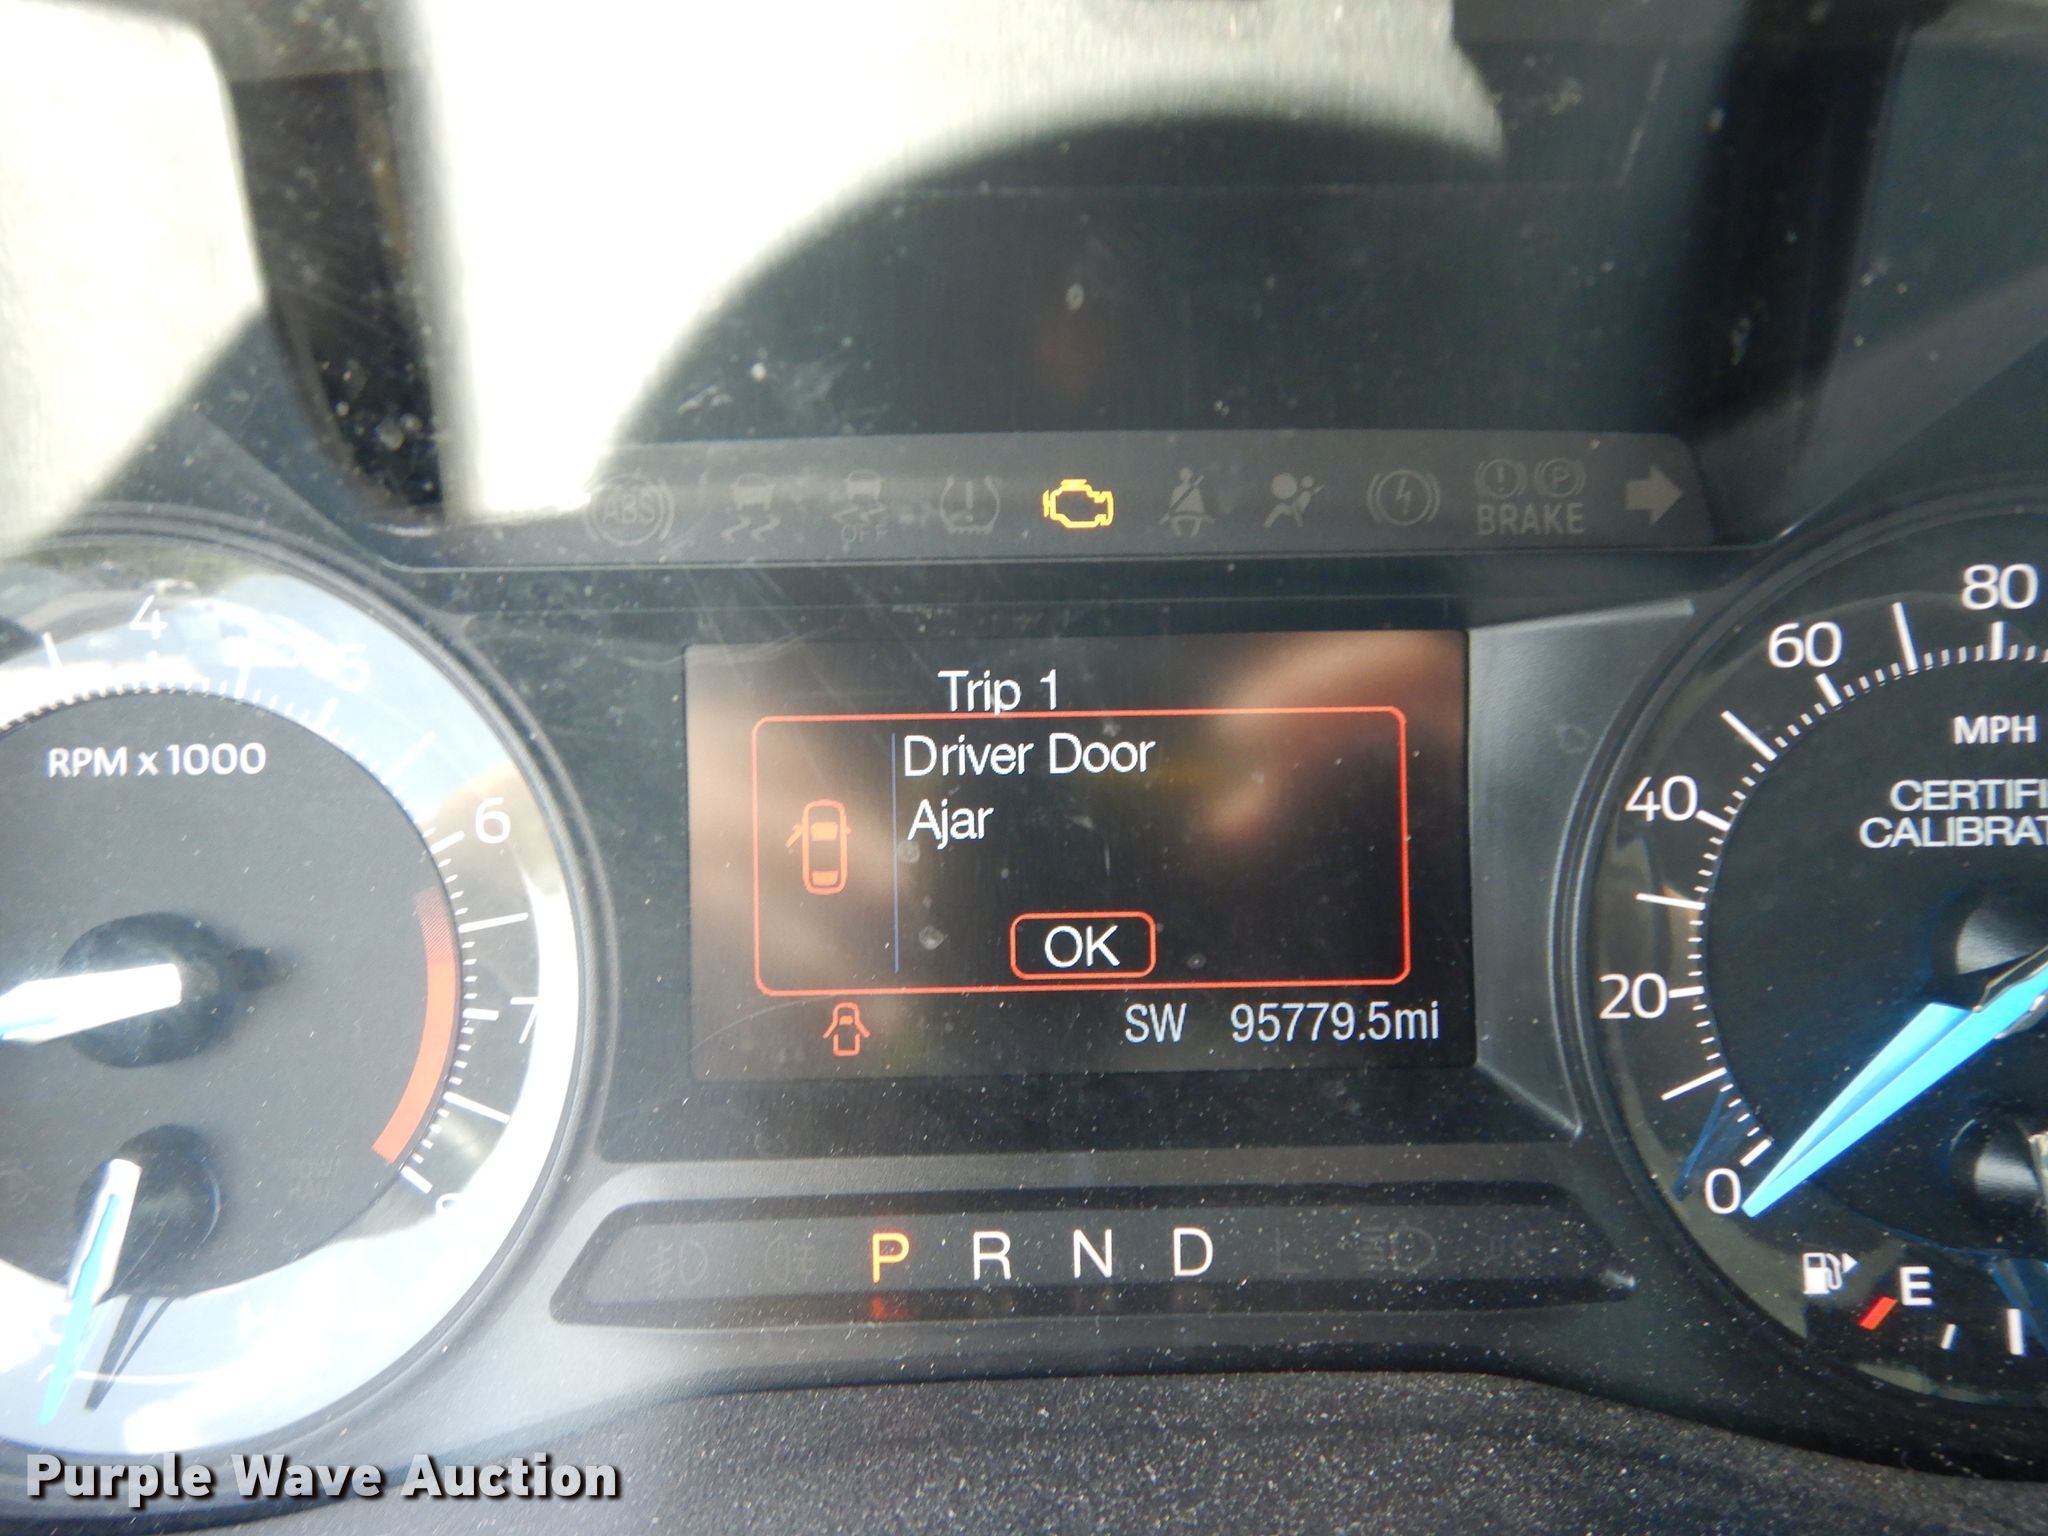 ABS
OFF
BRAKE
4
5
6
7
8
RPM x 1000
Trip 1
Driver Door
Ajar
OK
SW 95779.5mi
80
60
40
20
0
MPH
CERTIFI
CALIBRAT
P R N D L
E
Purple Wave Auction